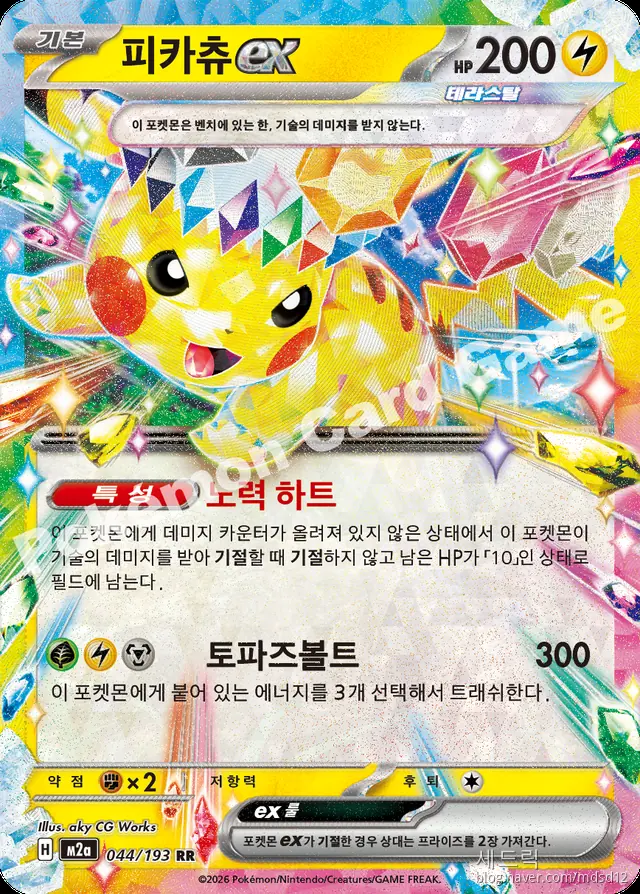 기본 피카츄ex HP 200
테라스탈
이 포켓몬은 벤치에 있는 한, 기술의 데미지를 받지 않는다.
Pokémon Card Game
특성 노력 하트
이 포켓몬에게 데미지 카운터가 올려져 있지 않은 상태에서 이 포켓몬이
기술의 데미지를 받아 기절할 때 기절하지 않고 남은 HP가 「10」인 상태로
필드에 남는다.
토파즈볼트 300
이 포켓몬에게 붙어 있는 에너지를 3개 선택해서 트래쉬한다.
약점 ×2 저항력 후퇴
ex 룰
포켓몬 ex가 기절한 경우 상대는 프라이즈를 2장 가져간다.
Illus. aky CG Works
H m2a 044/193 RR
©2026 Pokémon/Nintendo/Creatures/GAME FREAK.
세드릭
blog.naver.com/mdsd12